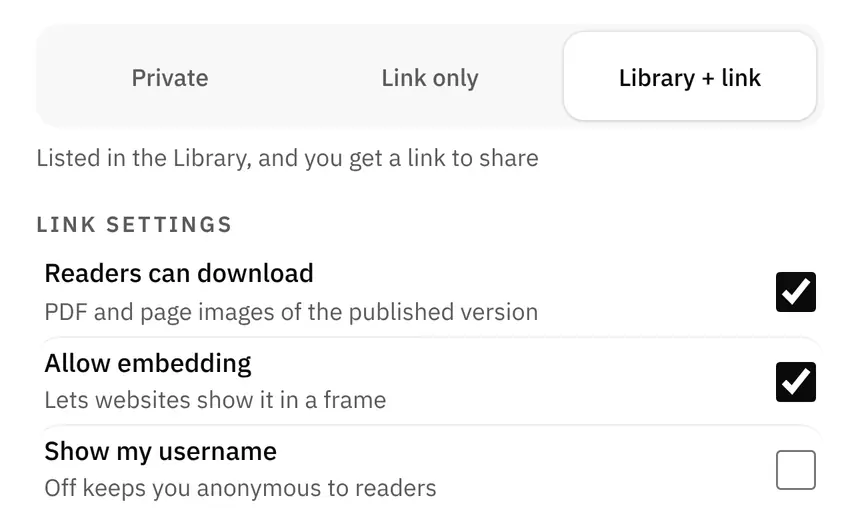 Private
Link only
Library + link
Listed in the Library, and you get a link to share
LINK SETTINGS
Readers can download
PDF and page images of the published version
Allow embedding
Lets websites show it in a frame
Show my username
Off keeps you anonymous to readers